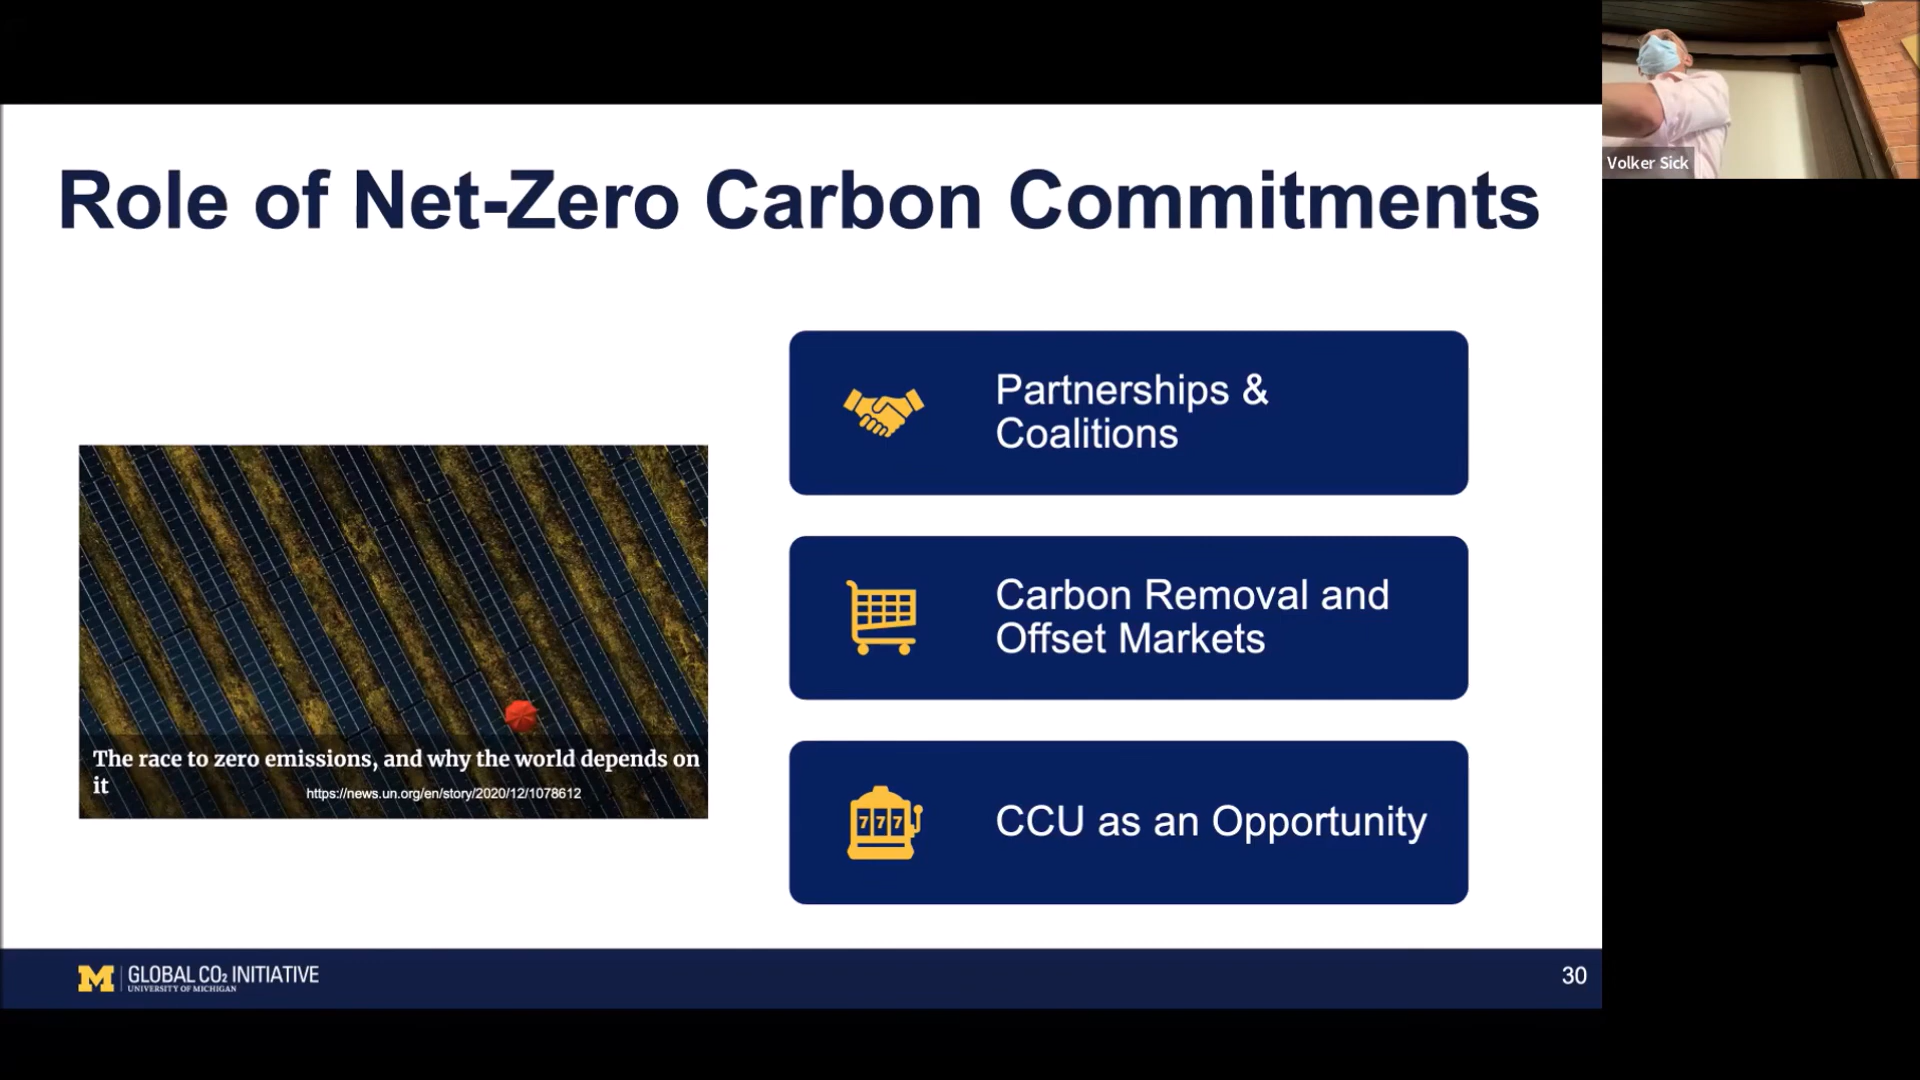 Role of Net-Zero Carbon Commitments
Partnerships &
Coalitions
Carbon Removal and
Offset Markets
777
CCU as an Opportunity
The race to zero emissions, and why the world depends on
it
https://news.un.org/en/story/2020/12/1078612
M GLOBAL CO₂ INITIATIVE
UNIVERSITY OF MICHIGAN
30
Volker Sick